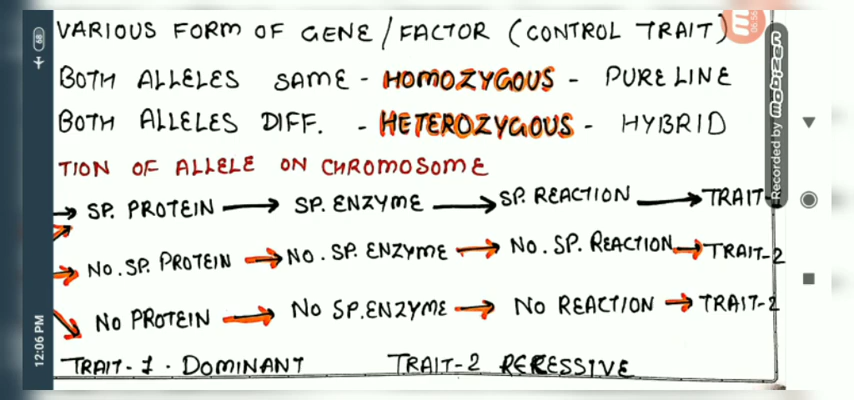 VARIOUS FORM OF GENE/FACTOR (CONTROL TRAIT)
BOTH ALLELES SAME - HOMOZYGOUS - PURELINE
BOTH ALLELES DIFF. - HETEROZYGOUS - HYBRID
TION OF ALLELE ON CHROMOSOME
→ SP. PROTEIN → SP. ENZYME → SP. REACTION → TRAIT-
→ NO. SP. PROTEIN → NO. SP. ENZYME → NO. SP. REACTION → TRAIT-2
→ NO PROTEIN → NO SP. ENZYME → NO REACTION → TRAIT-2
TRAIT-1 . DOMINANT TRAIT-2 RECESSIVE
68
12:06 PM
Recorded by Mobizen